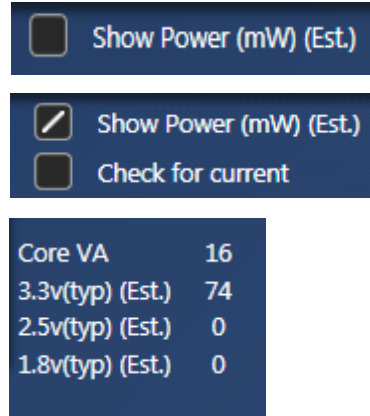 Show Power (mW) (Est.)
Show Power (mW) (Est.)
Check for current
Core VA 16
3.3v(typ) (Est.) 74
2.5v(typ) (Est.) 0
1.8v(typ) (Est.) 0